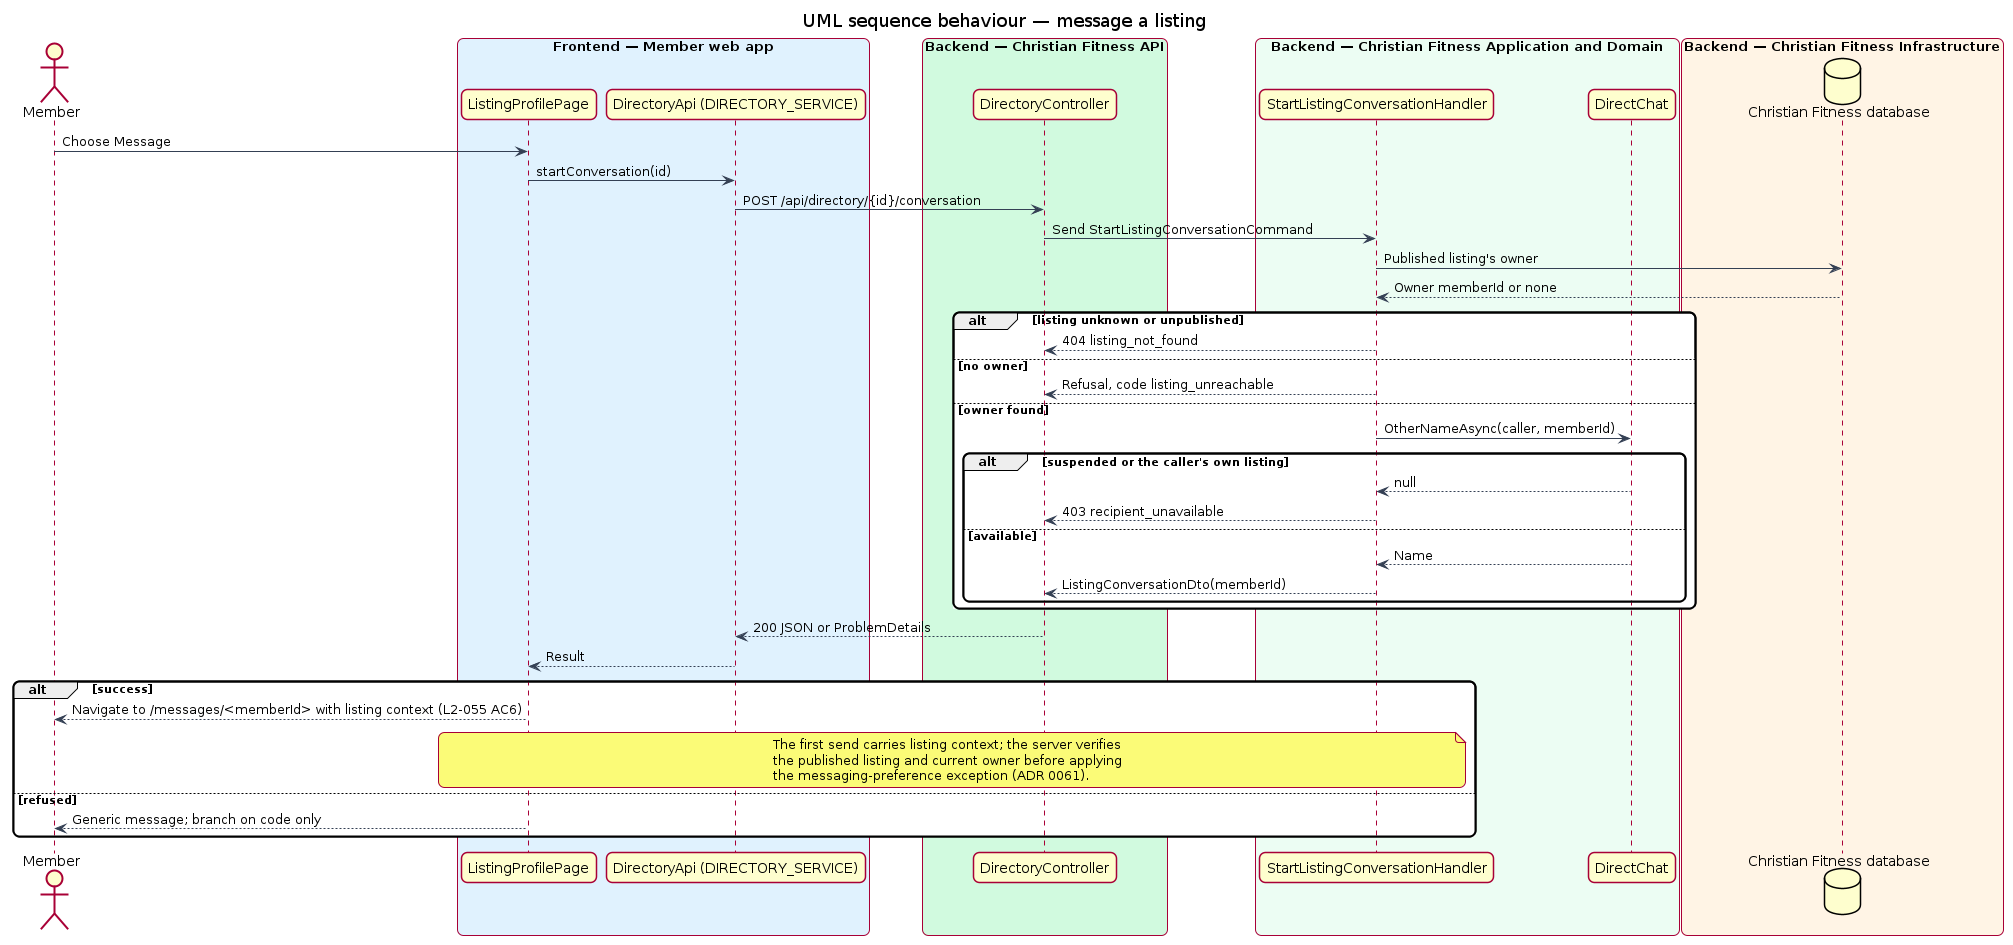 UML sequence behaviour — message a listing
Frontend — Member web app
Backend — Christian Fitness API
Backend — Christian Fitness Application and Domain
Backend — Christian Fitness Infrastructure
Member
ListingProfilePage
DirectoryApi (DIRECTORY_SERVICE)
DirectoryController
StartListingConversationHandler
DirectChat
Christian Fitness database
Choose Message
startConversation(id)
POST /api/directory/{id}/conversation
Send StartListingConversationCommand
Published listing's owner
Owner memberId or none
alt [listing unknown or unpublished]
404 listing_not_found
[no owner]
Refusal, code listing_unreachable
[owner found]
OtherNameAsync(caller, memberId)
alt [suspended or the caller's own listing]
null
403 recipient_unavailable
[available]
Name
ListingConversationDto(memberId)
200 JSON or ProblemDetails
Result
alt [success]
Navigate to /messages/<memberId> with listing context (L2-055 AC6)
The first send carries listing context; the server verifies
the published listing and current owner before applying
the messaging-preference exception (ADR 0061).
[refused]
Generic message; branch on code only
Member
ListingProfilePage
DirectoryApi (DIRECTORY_SERVICE)
DirectoryController
StartListingConversationHandler
DirectChat
Christian Fitness database